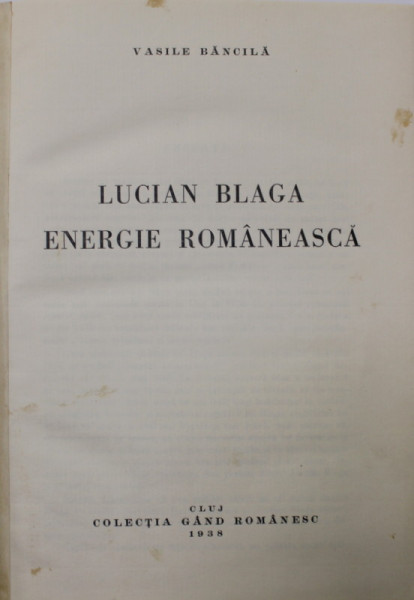 VASILE BĂNCILĂ
LUCIAN BLAGA
ENERGIE ROMÂNEASCĂ
CLUJ
COLECȚIA GÂND ROMÂNESC
1938